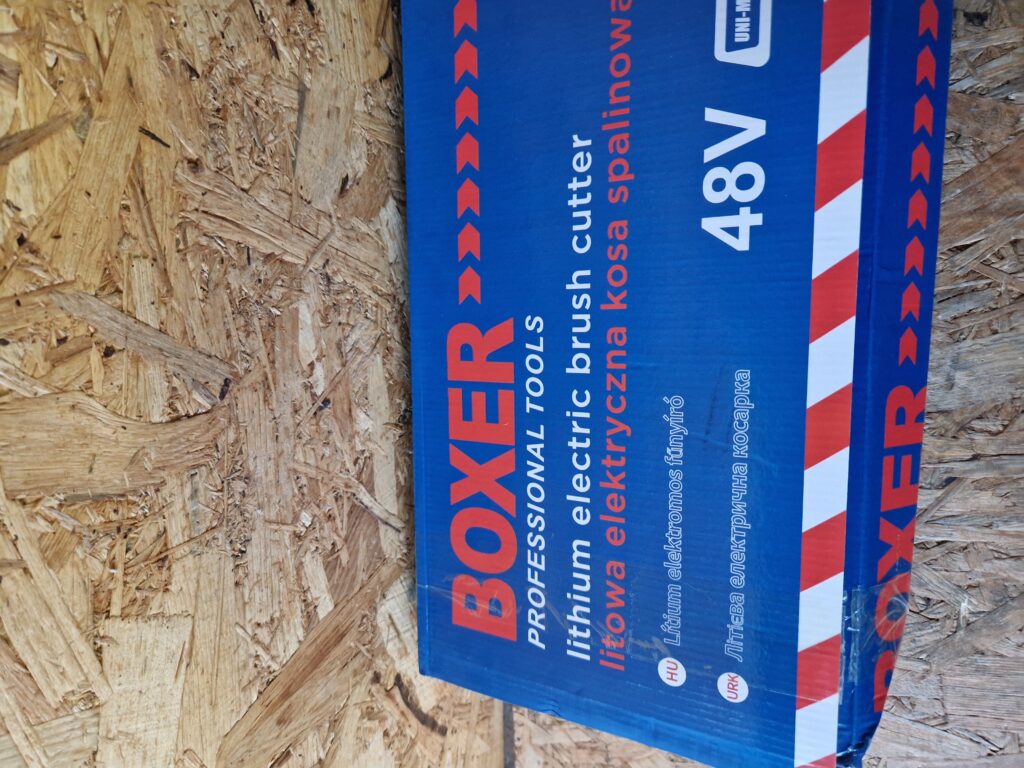 BOXER
PROFESSIONAL TOOLS
lithium electric brush cutter
litowa elektryczna kosa spalinowa
HU Lítium elektromos fűnyíró
URK Літієва електрична косарка
48V
BOXER